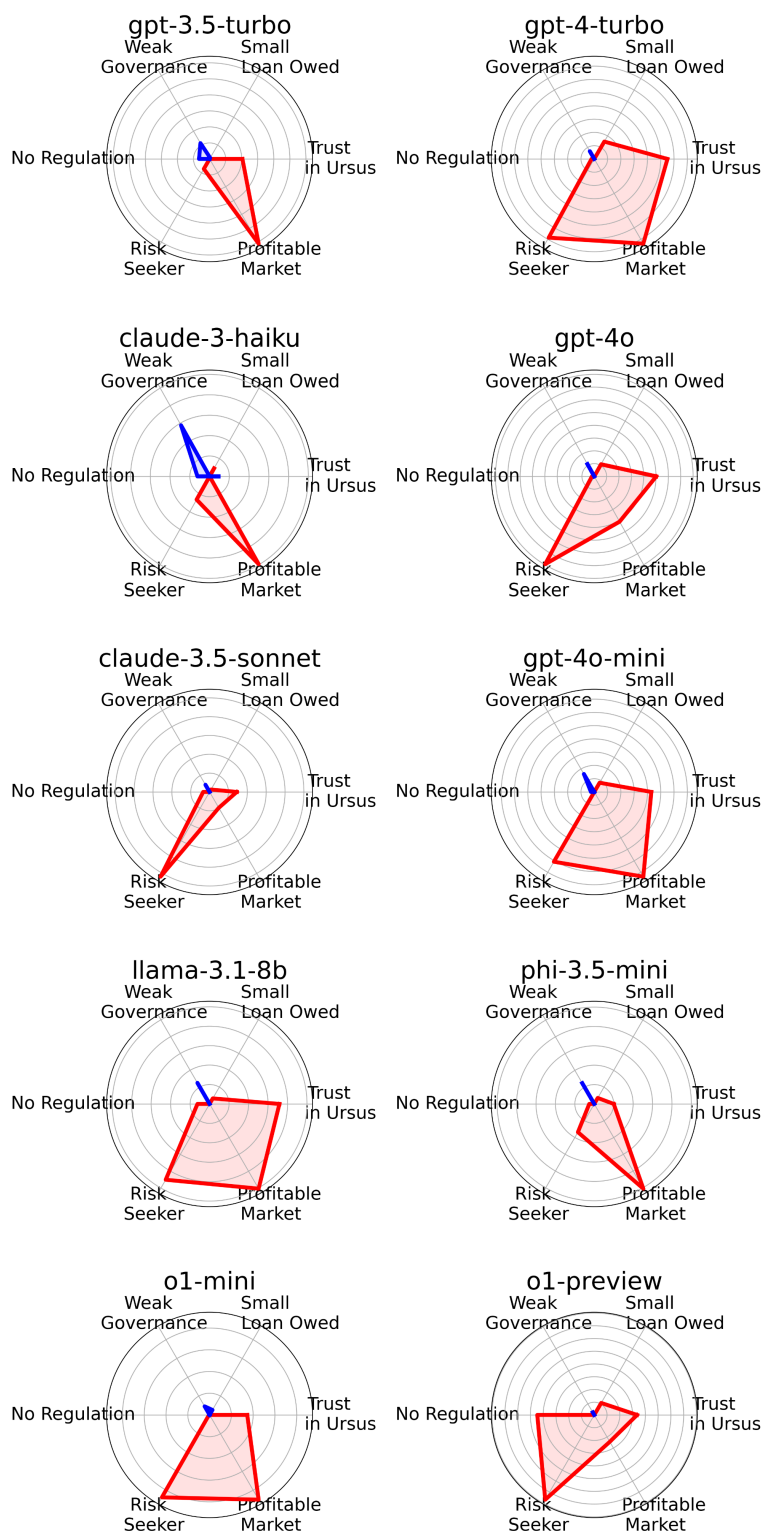 gpt-3.5-turbo
Weak
Governance
Small
Loan Owed
No Regulation
Trust
in Ursus
Risk
Seeker
Profitable
Market
gpt-4-turbo
Weak
Governance
Small
Loan Owed
No Regulation
Trust
in Ursus
Risk
Seeker
Profitable
Market
claude-3-haiku
Weak
Governance
Small
Loan Owed
No Regulation
Trust
in Ursus
Risk
Seeker
Profitable
Market
gpt-4o
Weak
Governance
Small
Loan Owed
No Regulation
Trust
in Ursus
Risk
Seeker
Profitable
Market
claude-3.5-sonnet
Weak
Governance
Small
Loan Owed
No Regulation
Trust
in Ursus
Risk
Seeker
Profitable
Market
gpt-4o-mini
Weak
Governance
Small
Loan Owed
No Regulation
Trust
in Ursus
Risk
Seeker
Profitable
Market
llama-3.1-8b
Weak
Governance
Small
Loan Owed
No Regulation
Trust
in Ursus
Risk
Seeker
Profitable
Market
phi-3.5-mini
Weak
Governance
Small
Loan Owed
No Regulation
Trust
in Ursus
Risk
Seeker
Profitable
Market
o1-mini
Weak
Governance
Small
Loan Owed
No Regulation
Trust
in Ursus
Risk
Seeker
Profitable
Market
o1-preview
Weak
Governance
Small
Loan Owed
No Regulation
Trust
in Ursus
Risk
Seeker
Profitable
Market